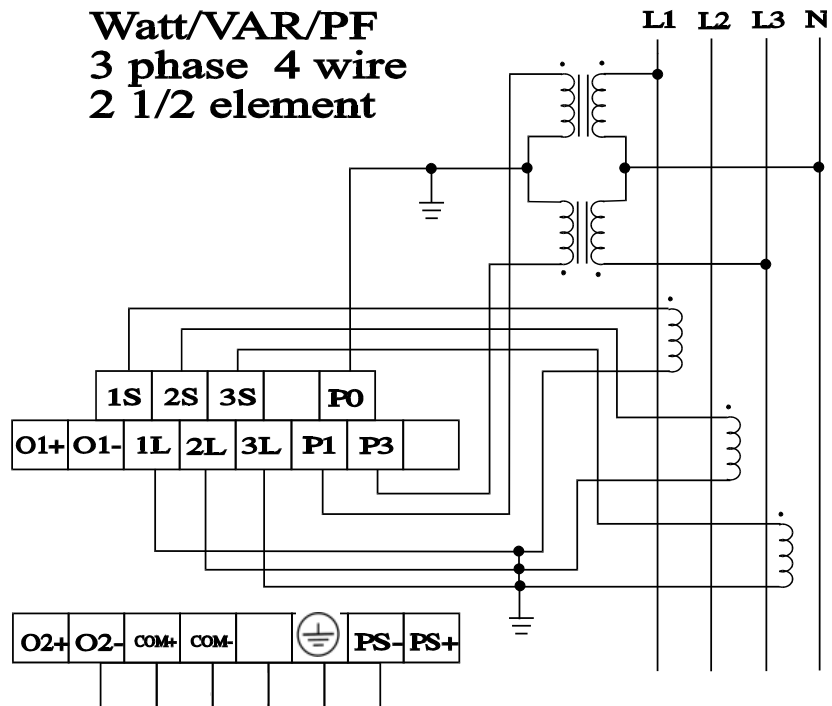 Watt/VAR/PF
3 phase 4 wire
2 1/2 element
L1 L2 L3 N
1S 2S 3S P0
O1+ O1- 1L 2L 3L P1 P3
O2+ O2- COM+ COM- PS- PS+